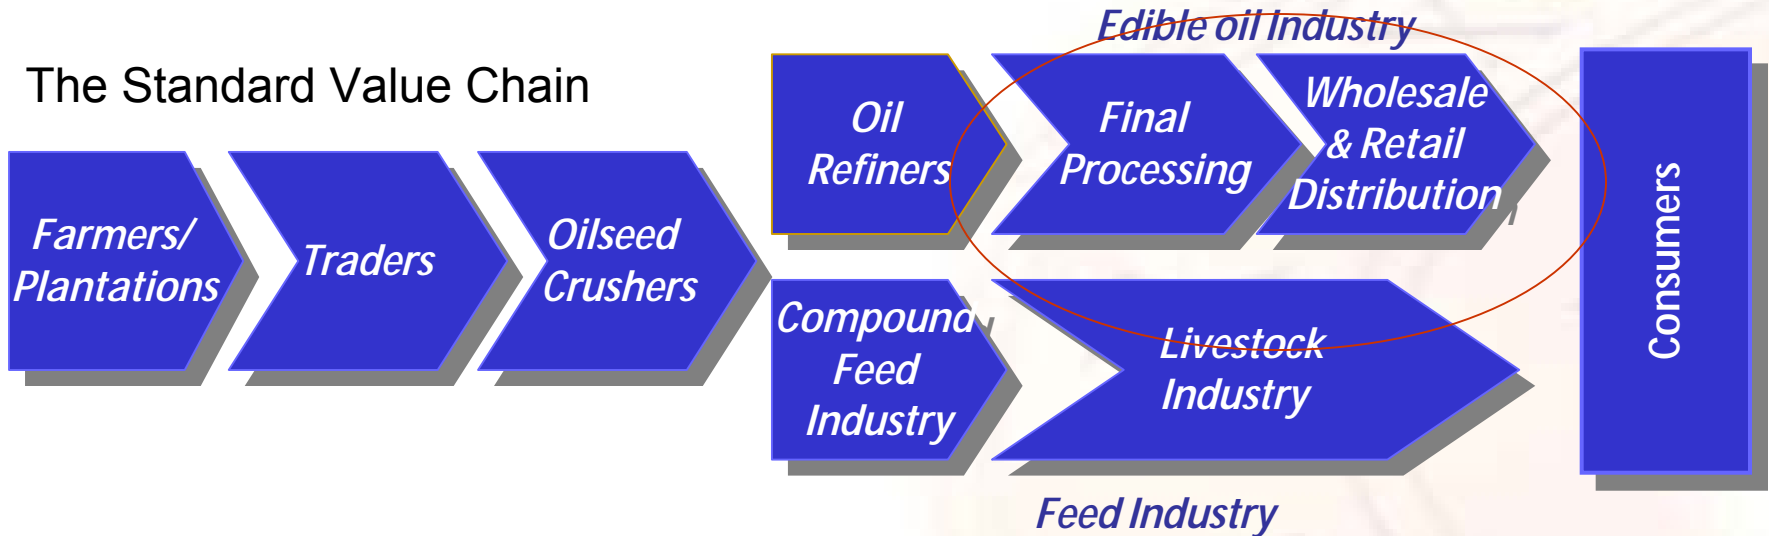 Edible oil Industry
The Standard Value Chain
Farmers/
Plantations
Traders
Oilseed
Crushers
Oil
Refiners
Final
Processing
Wholesale
& Retail
Distribution
Compound
Feed
Industry
Livestock
Industry
Consumers
Feed Industry